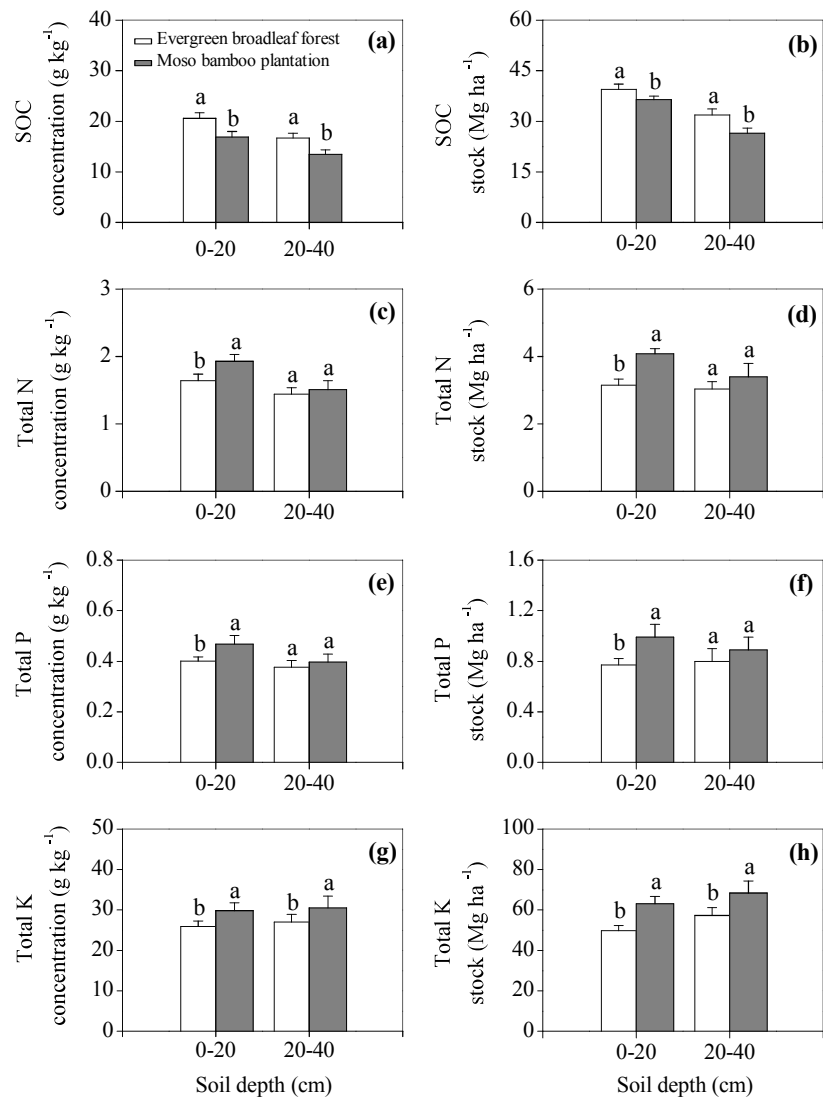 SOC
concentration (g kg⁻¹)
40
30
20
10
0
Evergreen broadleaf forest
Moso bamboo plantation
(a)
a
b
a
b
0-20
20-40
SOC
stock (Mg ha⁻¹)
60
45
30
15
0
(b)
a
b
a
b
0-20
20-40
Total N
concentration (g kg⁻¹)
3
2
1
0
(c)
b
a
a
a
0-20
20-40
Total N
stock (Mg ha⁻¹)
6
4
2
0
(d)
b
a
a
a
0-20
20-40
Total P
concentration (g kg⁻¹)
0.8
0.6
0.4
0.2
0.0
(e)
b
a
a
a
0-20
20-40
Total P
stock (Mg ha⁻¹)
1.6
1.2
0.8
0.4
0.0
(f)
b
a
a
a
0-20
20-40
Total K
concentration (g kg⁻¹)
50
40
30
20
10
0
(g)
b
a
b
a
0-20
20-40
Soil depth (cm)
Total K
stock (Mg ha⁻¹)
100
80
60
40
20
0
(h)
b
a
b
a
0-20
20-40
Soil depth (cm)